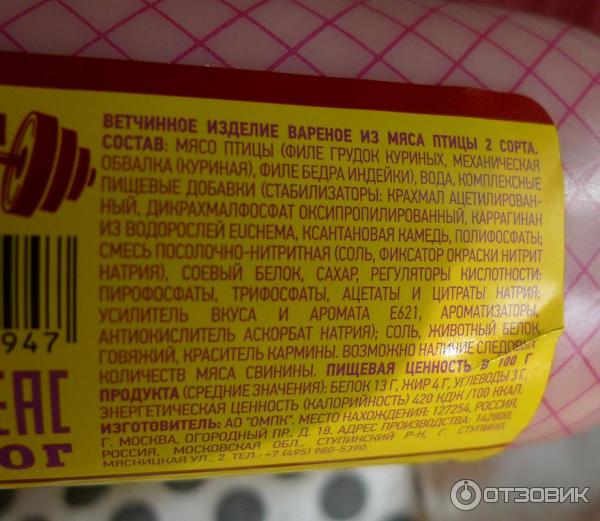 ВЕТЧИННОЕ ИЗДЕЛИЕ ВАРЕНОЕ ИЗ МЯСА ПТИЦЫ 2 СОРТА.
СОСТАВ: МЯСО ПТИЦЫ (ФИЛЕ ГРУДОК КУРИНЫХ, МЕХАНИЧЕСКАЯ
ОБВАЛКА (КУРИНАЯ), ФИЛЕ БЕДРА ИНДЕЙКИ), ВОДА, КОМПЛЕКСНЫЕ
ПИЩЕВЫЕ ДОБАВКИ (СТАБИЛИЗАТОРЫ: КРАХМАЛ АЦЕТИЛИРОВАН-
НЫЙ, ДИКРАХМАЛФОСФАТ ОКСИПРОПИЛИРОВАННЫЙ, КАРРАГИНАН
ИЗ ВОДОРОСЛЕЙ EUCHEMA, КСАНТАНОВАЯ КАМЕДЬ, ПОЛИФОСФАТЫ;
СМЕСЬ ПОСОЛОЧНО-НИТРИТНАЯ (СОЛЬ, ФИКСАТОР ОКРАСКИ НИТРИТ
НАТРИЯ), СОЕВЫЙ БЕЛОК, САХАР, РЕГУЛЯТОРЫ КИСЛОТНОСТИ:
ПИРОФОСФАТЫ, ТРИФОСФАТЫ, АЦЕТАТЫ И ЦИТРАТЫ НАТРИЯ;
УСИЛИТЕЛЬ ВКУСА И АРОМАТА Е621, АРОМАТИЗАТОРЫ,
АНТИОКИСЛИТЕЛЬ АСКОРБАТ НАТРИЯ); СОЛЬ, ЖИВОТНЫЙ БЕЛОК
ГОВЯЖИЙ, КРАСИТЕЛЬ КАРМИНЫ. ВОЗМОЖНО НАЛИЧИЕ СЛЕДОВЫХ
КОЛИЧЕСТВ МЯСА СВИНИНЫ. ПИЩЕВАЯ ЦЕННОСТЬ В 100 Г
ПРОДУКТА (СРЕДНИЕ ЗНАЧЕНИЯ): БЕЛОК 13 Г, ЖИР 4 Г, УГЛЕВОДЫ 3 Г,
ЭНЕРГЕТИЧЕСКАЯ ЦЕННОСТЬ (КАЛОРИЙНОСТЬ) 420 КДЖ /100 ККАЛ.
ИЗГОТОВИТЕЛЬ: АО "ОМПК". МЕСТО НАХОЖДЕНИЯ: 127254, РОССИЯ,
Г. МОСКВА, ОГОРОДНЫЙ ПР., Д. 18. АДРЕС ПРОИЗВОДСТВА: 142800,
РОССИЯ, МОСКОВСКАЯ ОБЛ., СТУПИНСКИЙ Р-Н, Г. СТУПИНО,
МЯСНИЦКАЯ УЛ., 2. ТЕЛ.: +7 (495) 980-5390.
947
EAC
0 г
ОТЗОВИК